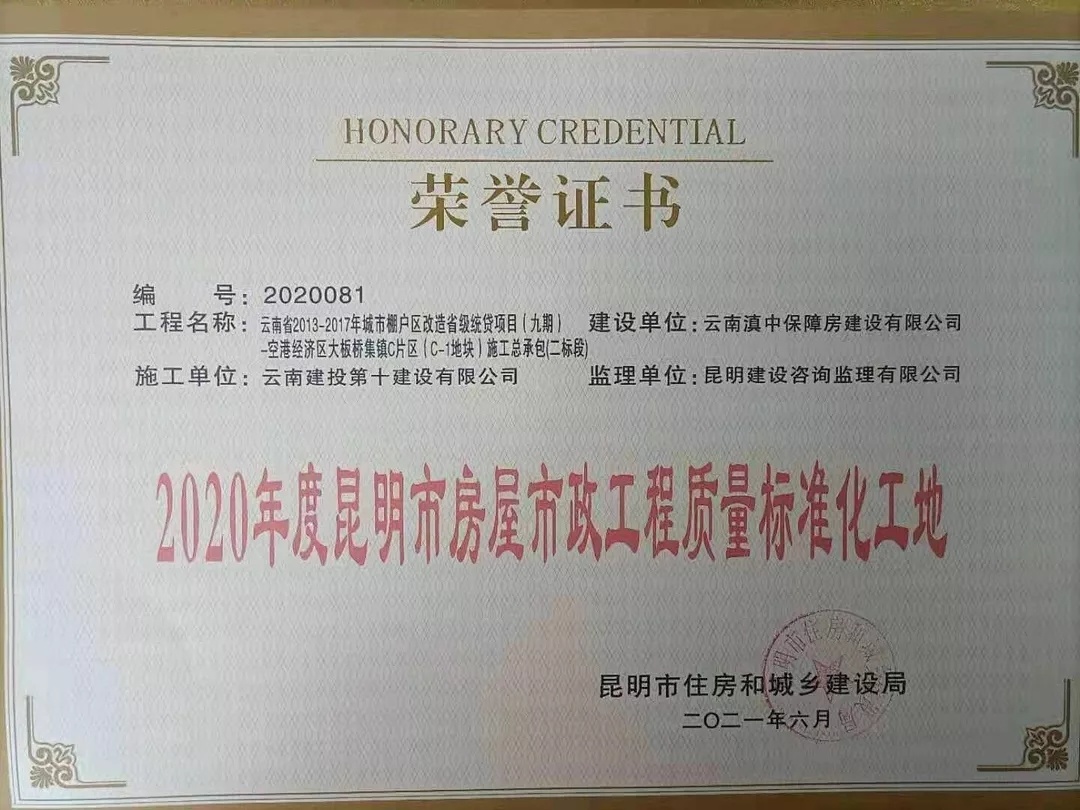 HONORARY CREDENTIAL
荣誉证书
编 号：2020081
工程名称：云南省2013-2017年城市棚户区改造省级统贷项目（九期） 建设单位：云南滇中保障房建设有限公司
-空港经济区大板桥集镇C片区（C-1地块）施工总承包(二标段)
施工单位：云南建投第十建设有限公司 监理单位：昆明建设咨询监理有限公司
2020年度昆明市房屋市政工程质量标准化工地
昆明市住房和城乡建设局
二〇二一年六月